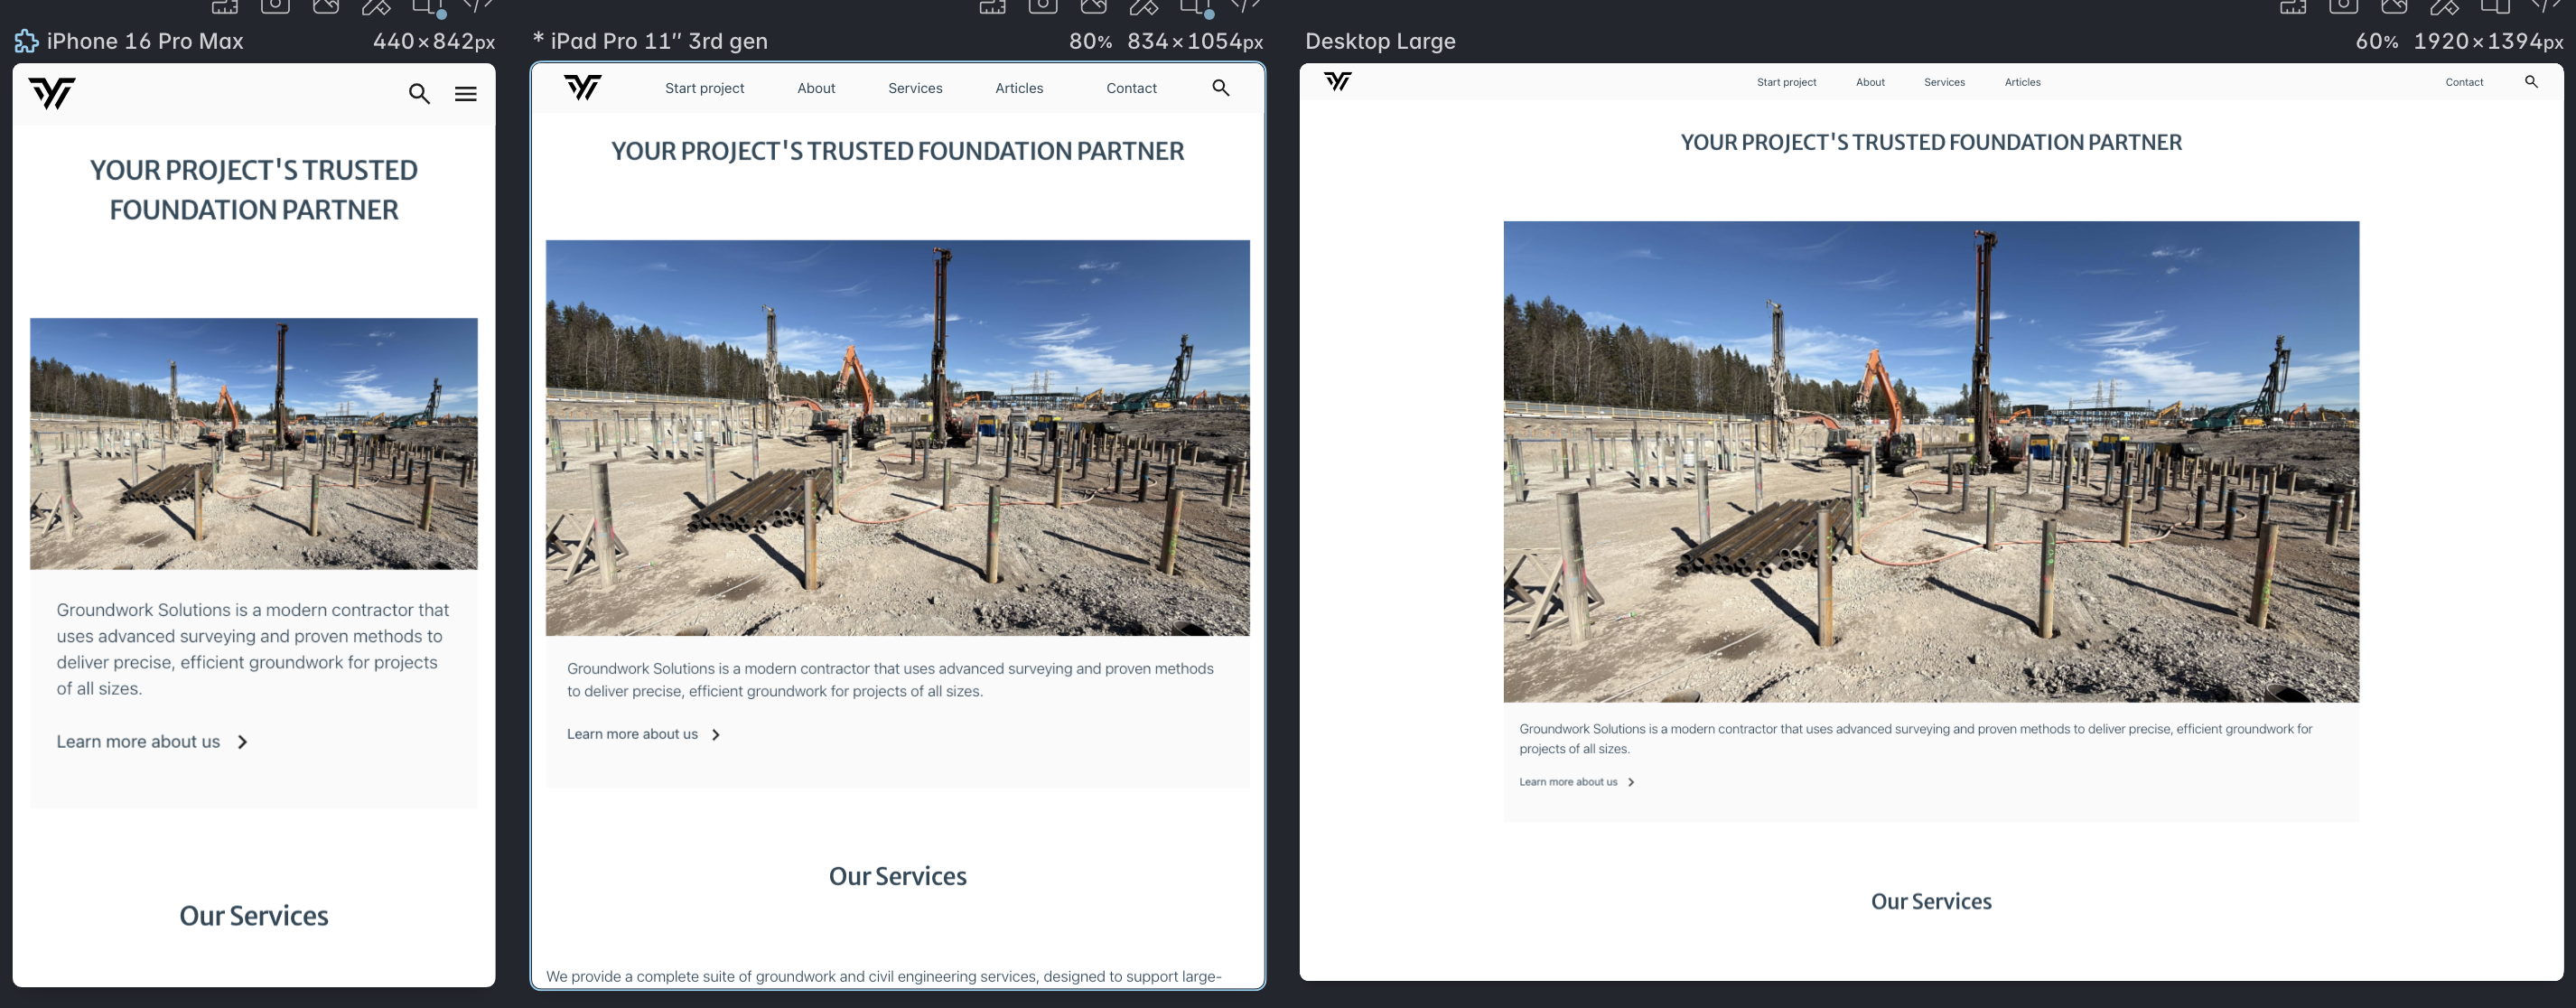 iPhone 16 Pro Max
440×842px
YOUR PROJECT'S TRUSTED
FOUNDATION PARTNER
Groundwork Solutions is a modern contractor that
uses advanced surveying and proven methods to
deliver precise, efficient groundwork for projects
of all sizes.
Learn more about us
Our Services
* iPad Pro 11″ 3rd gen
80% 834×1054px
Start project About Services Articles Contact
YOUR PROJECT'S TRUSTED FOUNDATION PARTNER
Groundwork Solutions is a modern contractor that uses advanced surveying and proven methods
to deliver precise, efficient groundwork for projects of all sizes.
Learn more about us
Our Services
We provide a complete suite of groundwork and civil engineering services, designed to support large-
Desktop Large
60% 1920×1394px
Start project About Services Articles Contact
YOUR PROJECT'S TRUSTED FOUNDATION PARTNER
Groundwork Solutions is a modern contractor that uses advanced surveying and proven methods to deliver precise, efficient groundwork for
projects of all sizes.
Learn more about us
Our Services